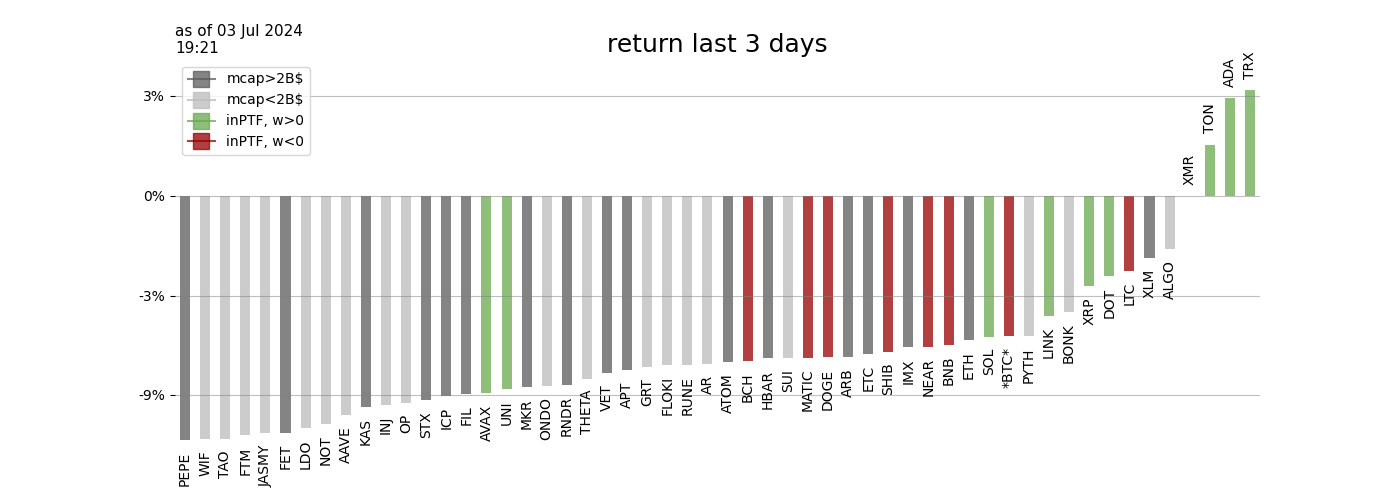 as of 03 Jul 2024
19:21
return last 3 days
mcap>2B$
mcap<2B$
inPTF, w>0
inPTF, w<0
3%
0%
-3%
-9%
PEPE
WIF
TAO
FTM
JASMY
FET
LDO
NOT
AAVE
KAS
INJ
OP
STX
ICP
FIL
AVAX
UNI
MKR
ONDO
RNDR
THETA
VET
APT
GRT
FLOKI
RUNE
AR
ATOM
BCH
HBAR
SUI
MATIC
DOGE
ARB
ETC
SHIB
IMX
NEAR
BNB
ETH
SOL
*BTC*
PYTH
LINK
BONK
XRP
DOT
LTC
XLM
ALGO
XMR
TON
ADA
TRX